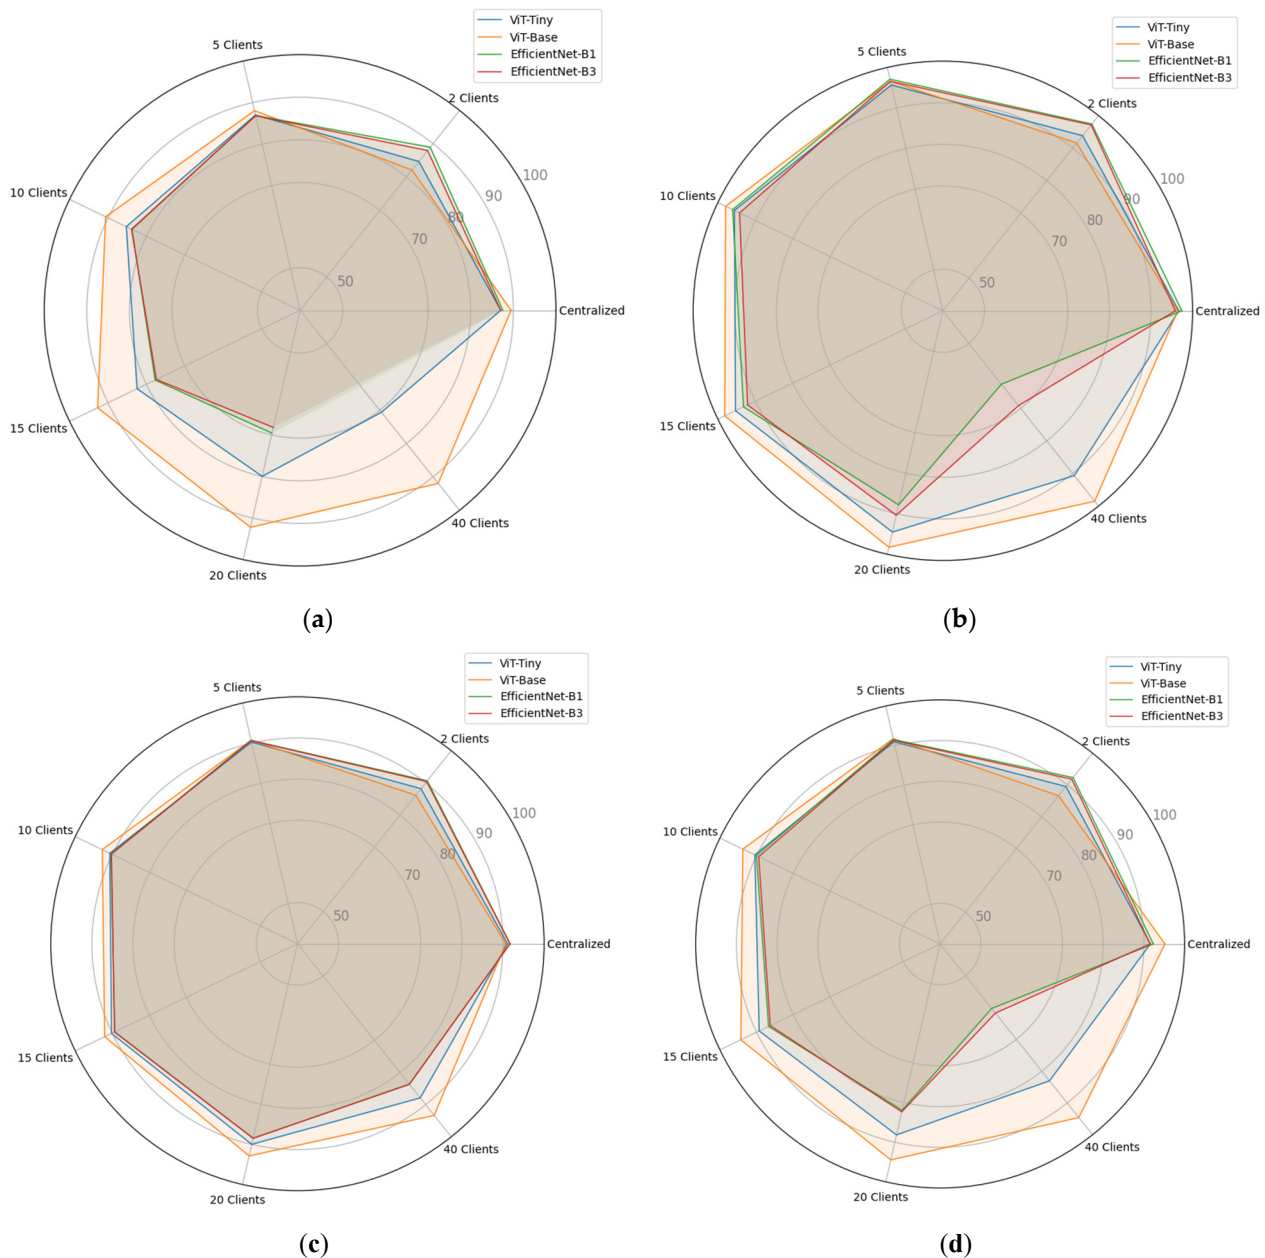 ViT-Tiny
ViT-Base
EfficientNet-B1
EfficientNet-B3
5 Clients
2 Clients
100
90
80
70
50
10 Clients
Centralized
15 Clients
40 Clients
20 Clients
(a)
ViT-Tiny
ViT-Base
EfficientNet-B1
EfficientNet-B3
5 Clients
2 Clients
100
90
80
70
50
10 Clients
Centralized
15 Clients
40 Clients
20 Clients
(b)
ViT-Tiny
ViT-Base
EfficientNet-B1
EfficientNet-B3
5 Clients
2 Clients
100
90
80
70
50
10 Clients
Centralized
15 Clients
40 Clients
20 Clients
(c)
ViT-Tiny
ViT-Base
EfficientNet-B1
EfficientNet-B3
5 Clients
2 Clients
100
90
80
70
50
10 Clients
Centralized
15 Clients
40 Clients
20 Clients
(d)